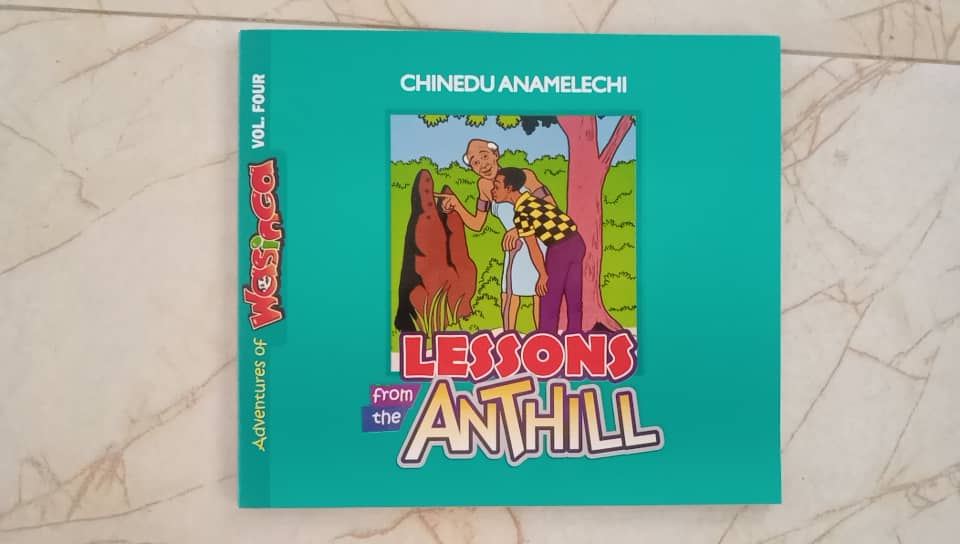 CHINEDU ANAMELECHI
LESSONS
from
the
ANTHILL
Adventures of Wasinga VOL. FOUR